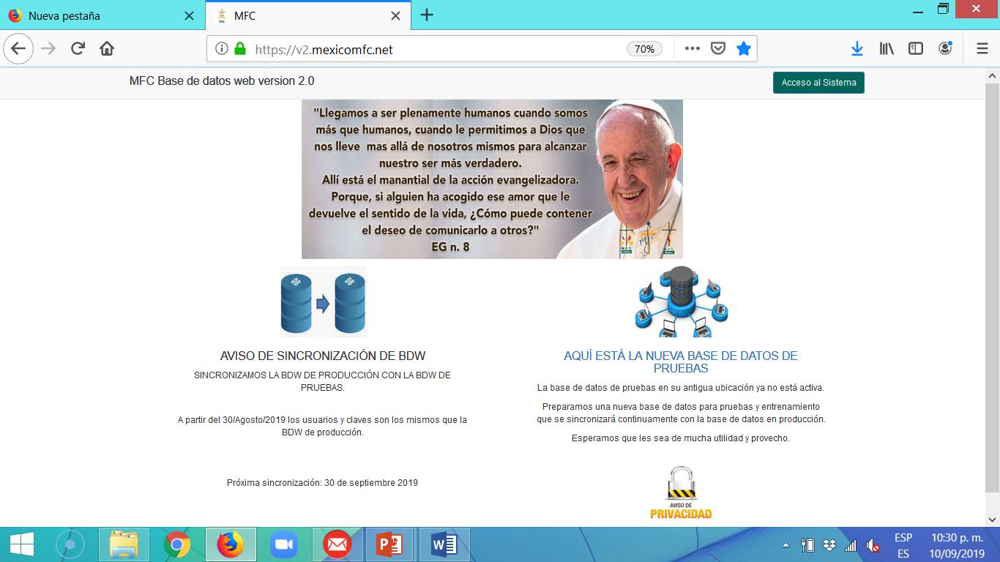 Nueva pestaña
MFC
https://v2.mexicomfc.net
70%
MFC Base de datos web version 2.0
Acceso al Sistema
"Llegamos a ser plenamente humanos cuando somos
más que humanos, cuando le permitimos a Dios que
nos lleve mas allá de nosotros mismos para alcanzar
nuestro ser más verdadero.
Allí está el manantial de la acción evangelizadora.
Porque, si alguien ha acogido ese amor que le
devuelve el sentido de la vida, ¿Cómo puede contener
el deseo de comunicarlo a otros?"
EG n. 8
DB DB
AVISO DE SINCRONIZACIÓN DE BDW
SINCRONIZAMOS LA BDW DE PRODUCCIÓN CON LA BDW DE
PRUEBAS.
A partir del 30/Agosto/2019 los usuarios y claves son los mismos que la
BDW de producción.
Próxima sincronización: 30 de septiembre 2019
AQUÍ ESTÁ LA NUEVA BASE DE DATOS DE
PRUEBAS
La base de datos de pruebas en su antigua ubicación ya no está activa.
Preparamos una nueva base de datos para pruebas y entrenamiento
que se sincronizará continuamente con la base de datos en producción.
Esperamos que les sea de mucha utilidad y provecho.
AVISO DE
PRIVACIDAD
ESP
ES
10:30 p. m.
10/09/2019